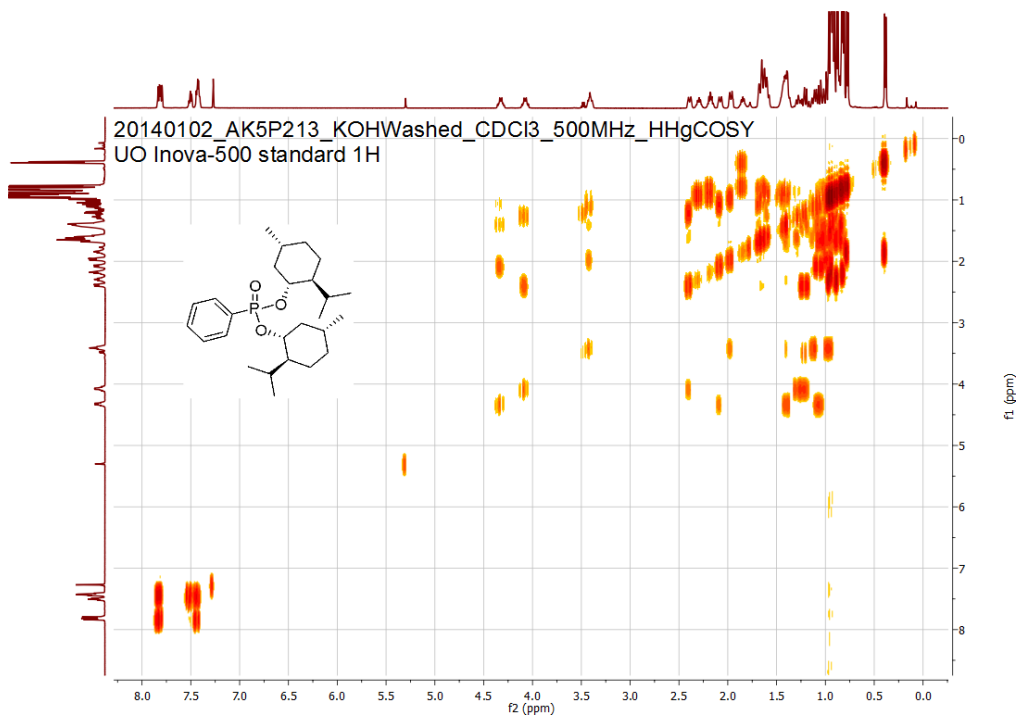 20140102_AK5P213_KOHWashed_CDCl3_500MHz_HHgCOSY
UO Inova-500 standard 1H
O
P
O
O
0
1
2
3
4
5
6
7
8
f1 (ppm)
8.0 7.5 7.0 6.5 6.0 5.5 5.0 4.5 4.0 3.5 3.0 2.5 2.0 1.5 1.0 0.5 0.0
f2 (ppm)